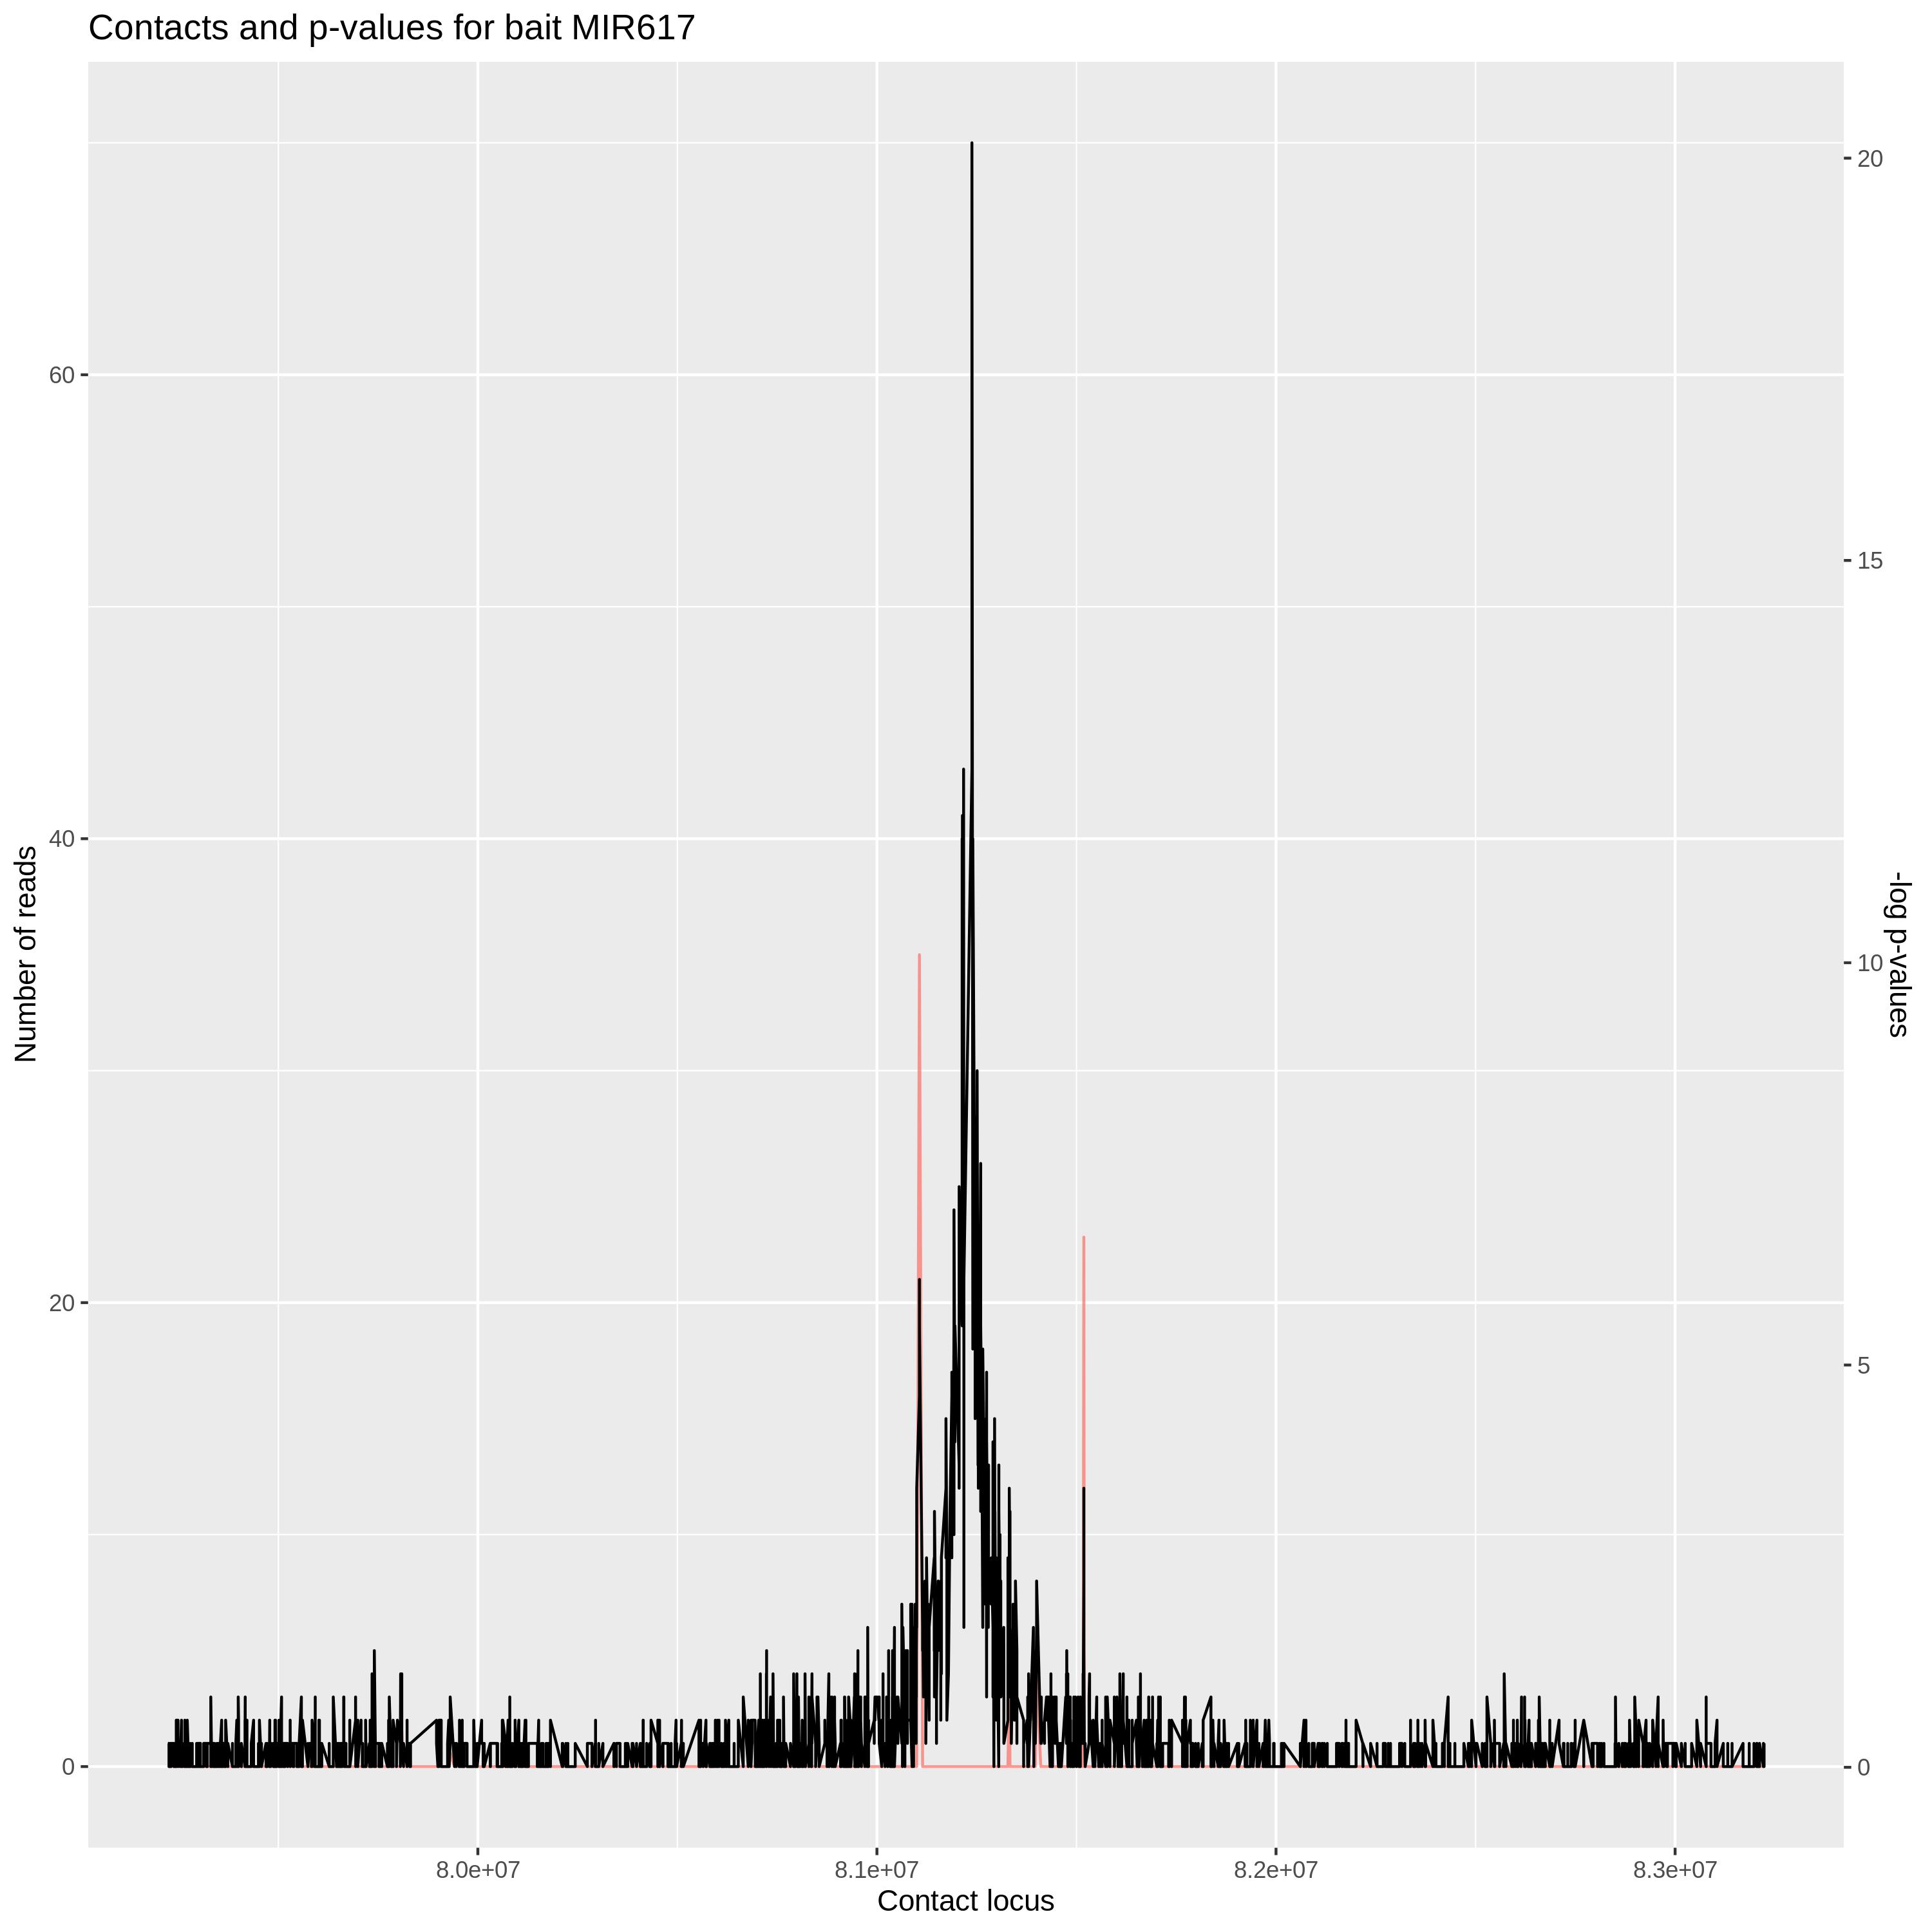 Contacts and p-values for bait MIR617
Number of reads
60
40
20
0
20
15
10
5
0
-log p-values
8.0e+07
8.1e+07
8.2e+07
8.3e+07
Contact locus